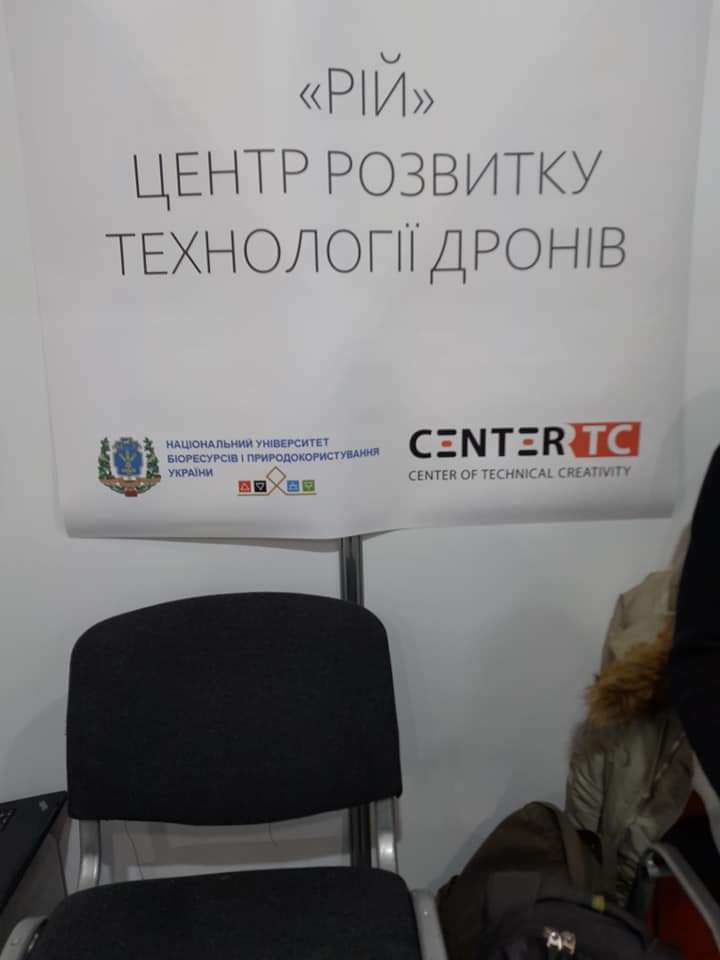 «РІЙ»
ЦЕНТР РОЗВИТКУ
ТЕХНОЛОГІЇ ДРОНІВ
НАЦІОНАЛЬНИЙ УНІВЕРСИТЕТ
БІОРЕСУРСІВ І ПРИРОДОКОРИСТУВАННЯ
УКРАЇНИ
CENTER TC
CENTER OF TECHNICAL CREATIVITY